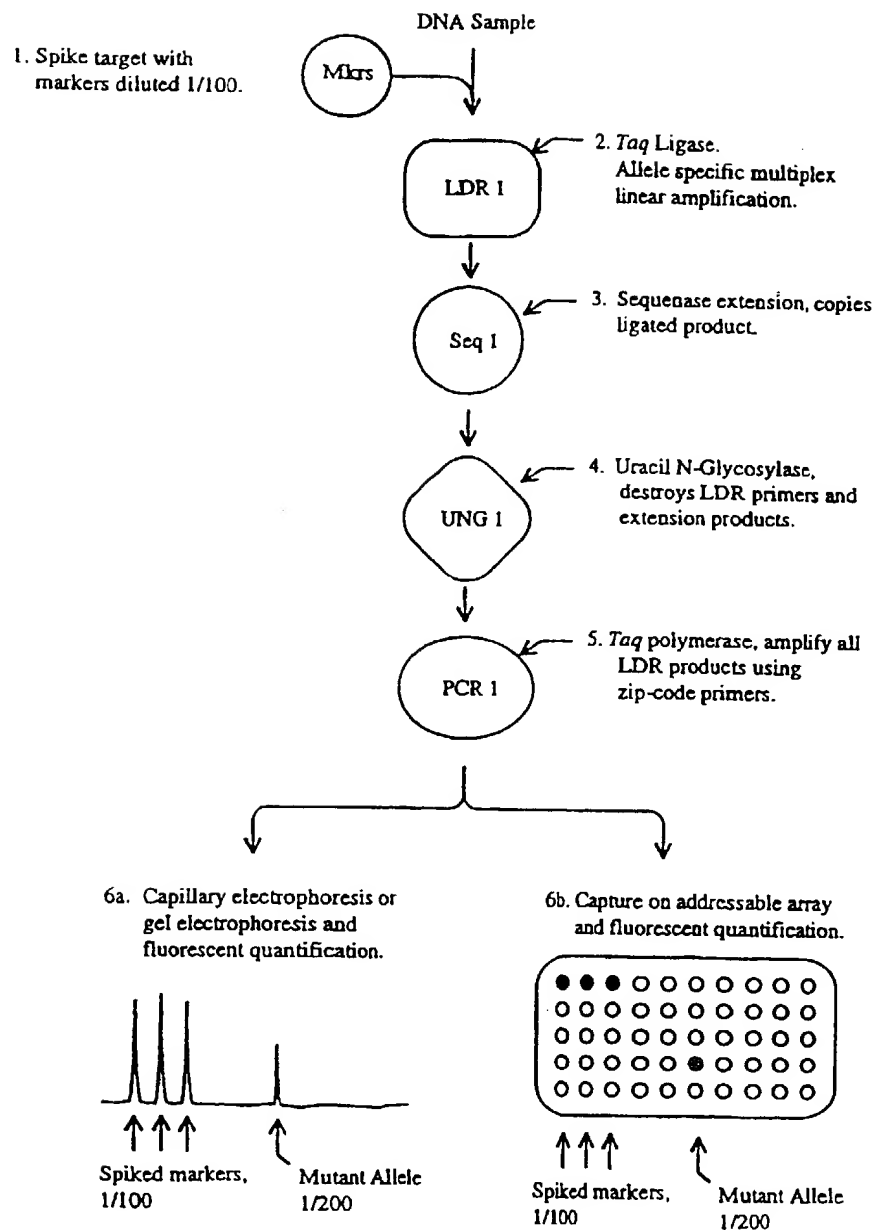 DNA Sample
1. Spike target with
markers diluted 1/100.
Mkrs
2. Taq Ligase.
Allele specific multiplex
linear amplification.
LDR 1
3. Sequenase extension, copies
ligated product.
Seq 1
4. Uracil N-Glycosylase,
destroys LDR primers and
extension products.
UNG 1
5. Taq polymerase, amplify all
LDR products using
zip-code primers.
PCR 1
6a. Capillary electrophoresis or
gel electrophoresis and
fluorescent quantification.
6b. Capture on addressable array
and fluorescent quantification.
Spiked markers,
1/100
Mutant Allele
1/200
Spiked markers,
1/100
Mutant Allele
1/200